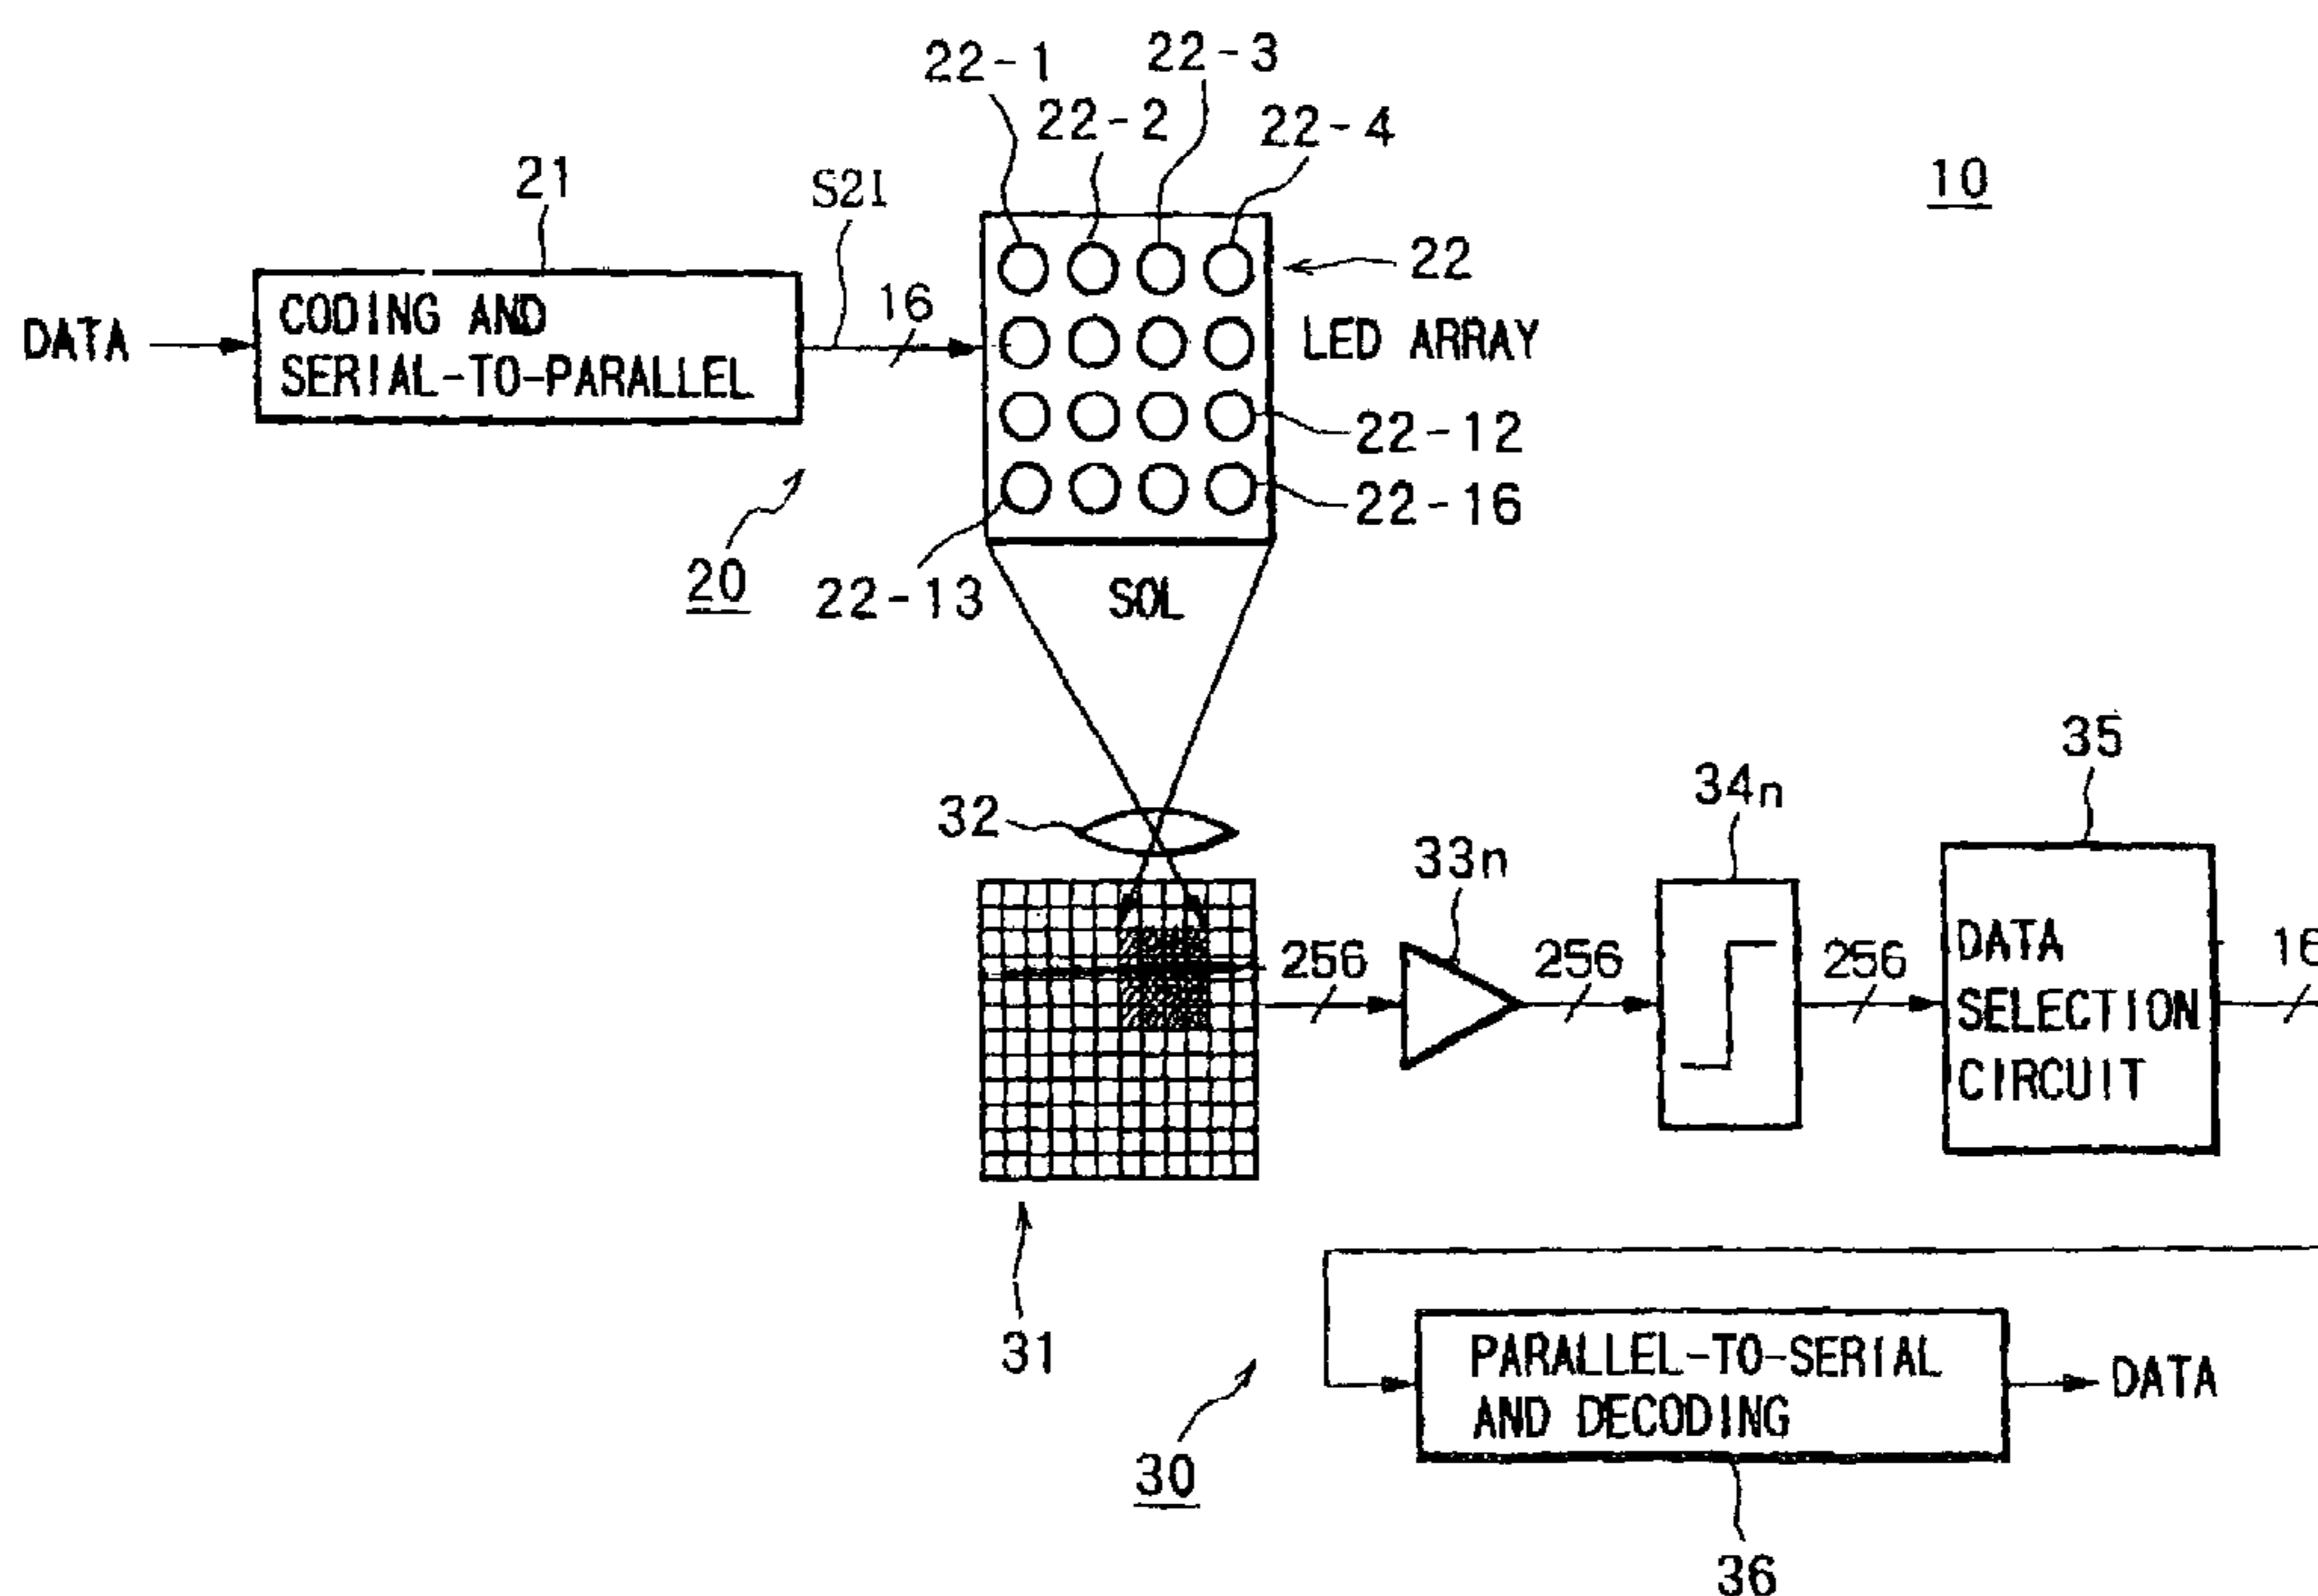 22-1
22-3
22-2
22-4
10
21
S21
22
16
DATA
CODING AND
SERIAL-TO-PARALLEL
LED ARRAY
22-12
22-16
20
22-13
SOL
35
34n
32
33n
256
256
256
16
DATA
SELECTION
CIRCUIT
31
PARALLEL-TO-SERIAL
AND DECODING
DATA
30
36